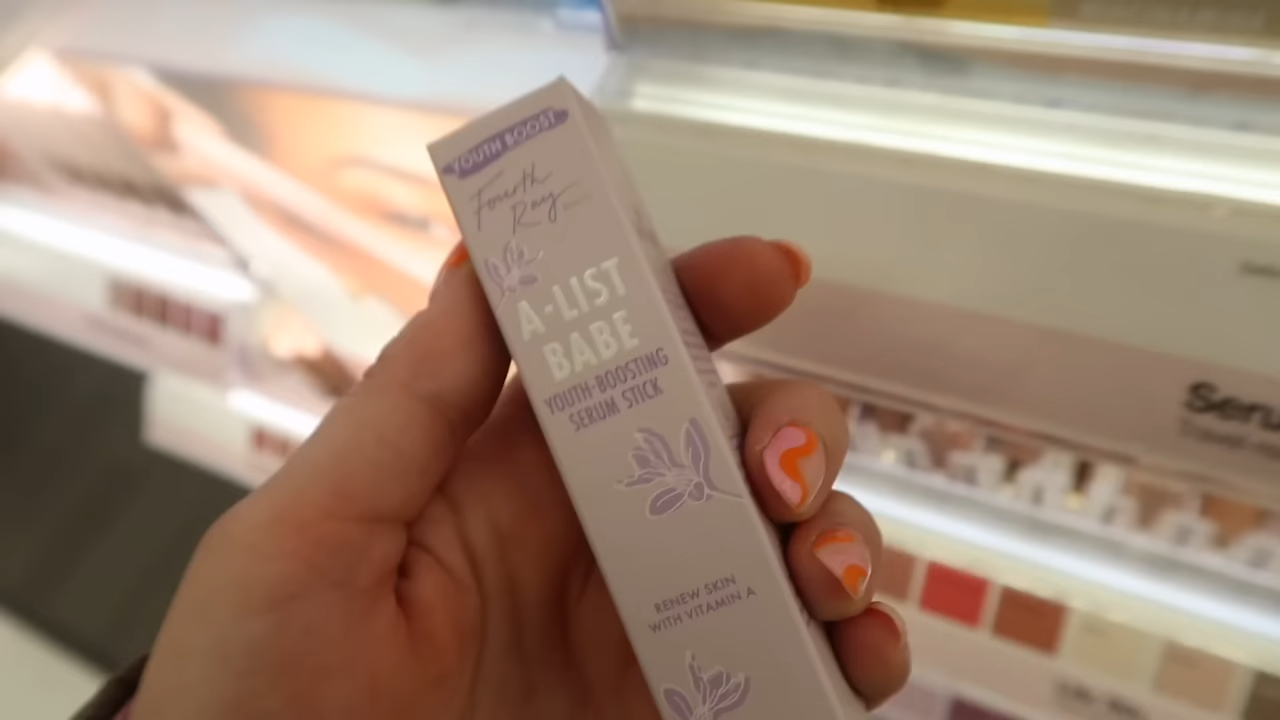 YOUTH BOOST
Fourth
Ray
A-LIST
BABE
YOUTH-BOOSTING
SERUM STICK
RENEW SKIN
WITH VITAMIN A